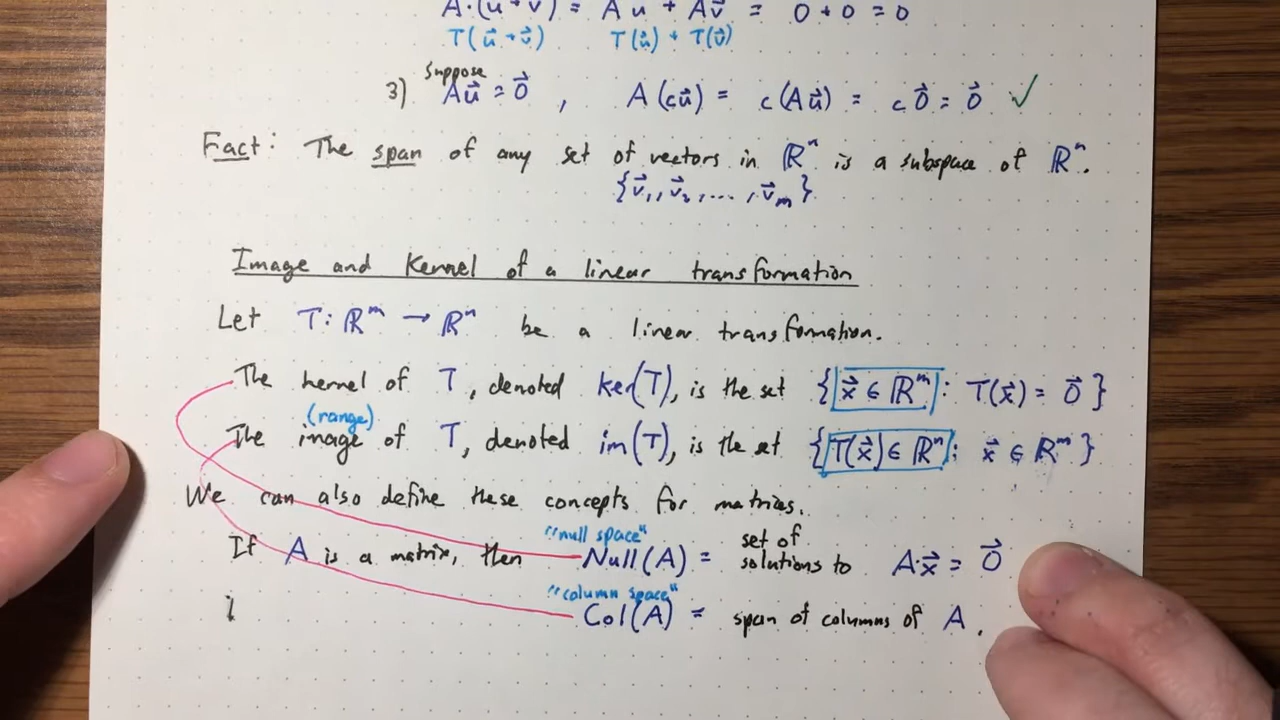 A·(u+v) = Au + Av⃗ = 0 + 0 = 0
T(u⃗ + v⃗) T(u⃗) + T(v⃗)
Suppose
3) Au⃗ = 0⃗ , A(cu⃗) = c(Au⃗) = c0⃗ = 0⃗ ✓
Fact: The span of any set of vectors in ℝⁿ is a subspace of ℝⁿ.
{v⃗₁, v⃗₂, ..., v⃗ₘ}
Image and Kernel of a linear transformation
Let T: ℝᵐ → ℝⁿ be a linear transformation.
The kernel of T, denoted ker(T), is the set {x⃗ ∈ ℝᵐ : T(x⃗) = 0⃗}
(range)
The image of T, denoted im(T), is the set {T(x⃗) ∈ ℝⁿ : x⃗ ∈ ℝᵐ}
We can also define these concepts for matrices.
"null space"
If A is a matrix, then Null(A) = set of solutions to A·x⃗ = 0⃗
"column space"
Col(A) = span of columns of A.